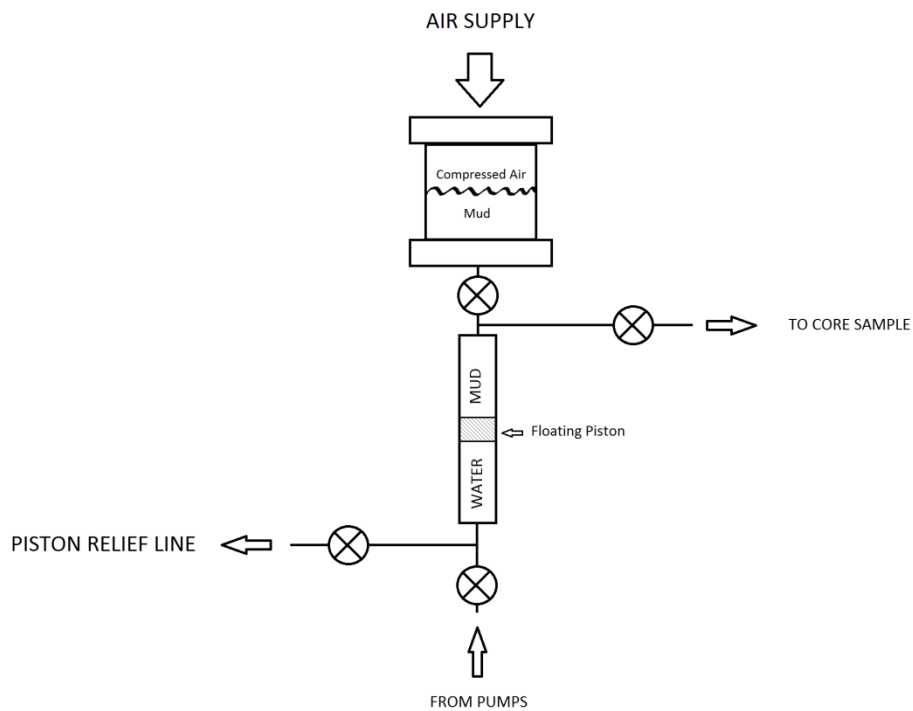 AIR SUPPLY
Compressed Air
Mud
TO CORE SAMPLE
MUD
Floating Piston
WATER
PISTON RELIEF LINE
FROM PUMPS